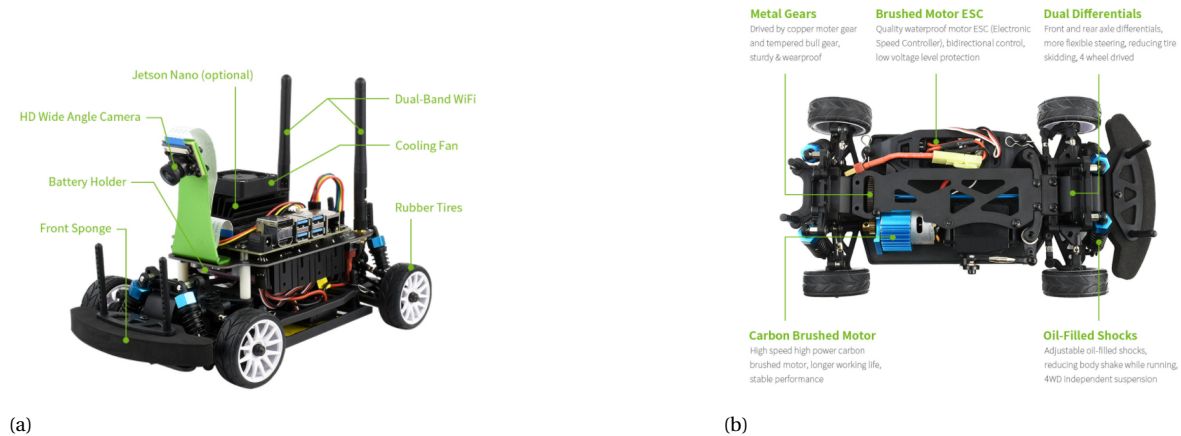 Jetson Nano (optional)
HD Wide Angle Camera
Battery Holder
Front Sponge
Dual-Band WiFi
Cooling Fan
Rubber Tires
(a)
Metal Gears
Drived by copper moter gear
and tempered bull gear,
sturdy & wearproof
Brushed Motor ESC
Quality waterproof motor ESC (Electronic
Speed Controller), bidirectional control,
low voltage level protection
Dual Differentials
Front and rear axle differentials,
more flexible steering, reducing tire
skidding, 4 wheel drived
Carbon Brushed Motor
High speed high power carbon
brushed motor, longer working life,
stable performance
Oil-Filled Shocks
Adjustable oil-filled shocks,
reducing body shake while running,
4WD independent suspension
(b)